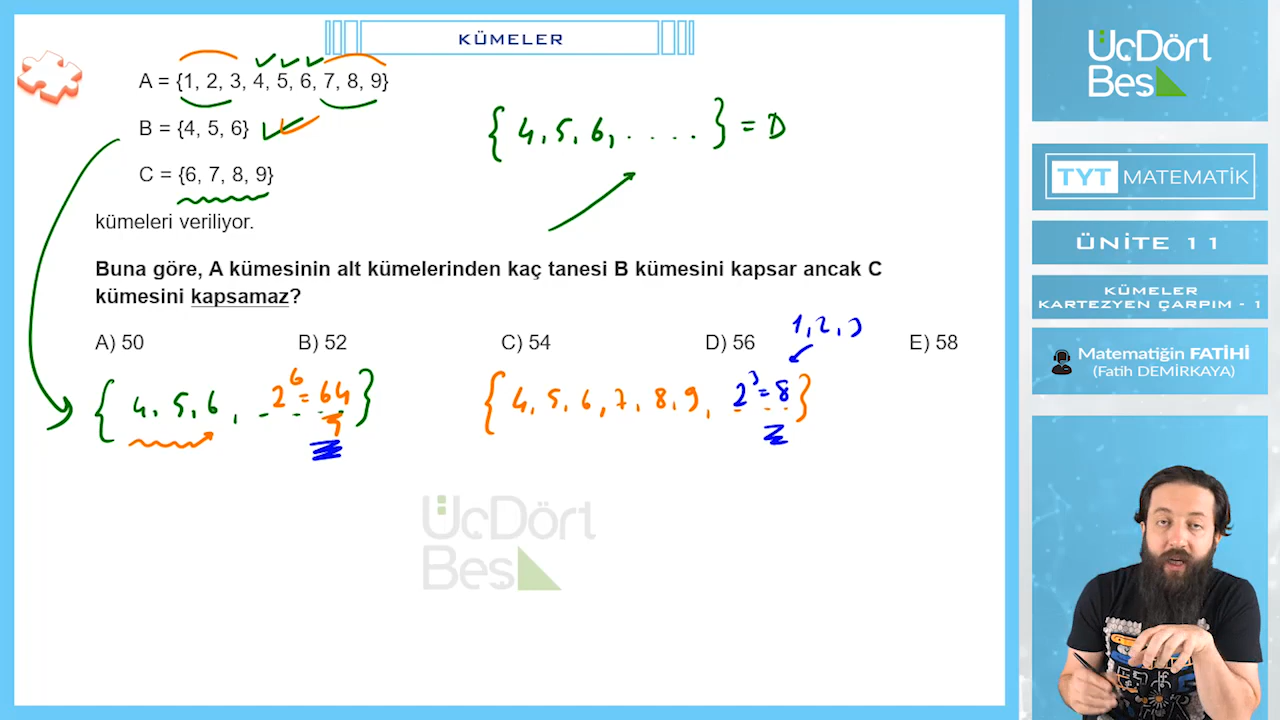 KÜMELER
A = {1, 2, 3, 4, 5, 6, 7, 8, 9}
B = {4, 5, 6}
C = {6, 7, 8, 9}
{4, 5, 6, . . . .} = D
kümeleri veriliyor.
Buna göre, A kümesinin alt kümelerinden kaç tanesi B kümesini kapsar ancak C
kümesini kapsamaz?
1, 2, 3
A) 50 B) 52 C) 54 D) 56 E) 58
{4, 5, 6, 2⁶ = 64}
{4, 5, 6, 7, 8, 9, 2³ = 8}
ÜçDört
Beş
ÜçDört
Beş
TYT MATEMATİK
ÜNİTE 11
KÜMELER
KARTEZYEN ÇARPIM - 1
Matematiğin FATİHİ
(Fatih DEMİRKAYA)